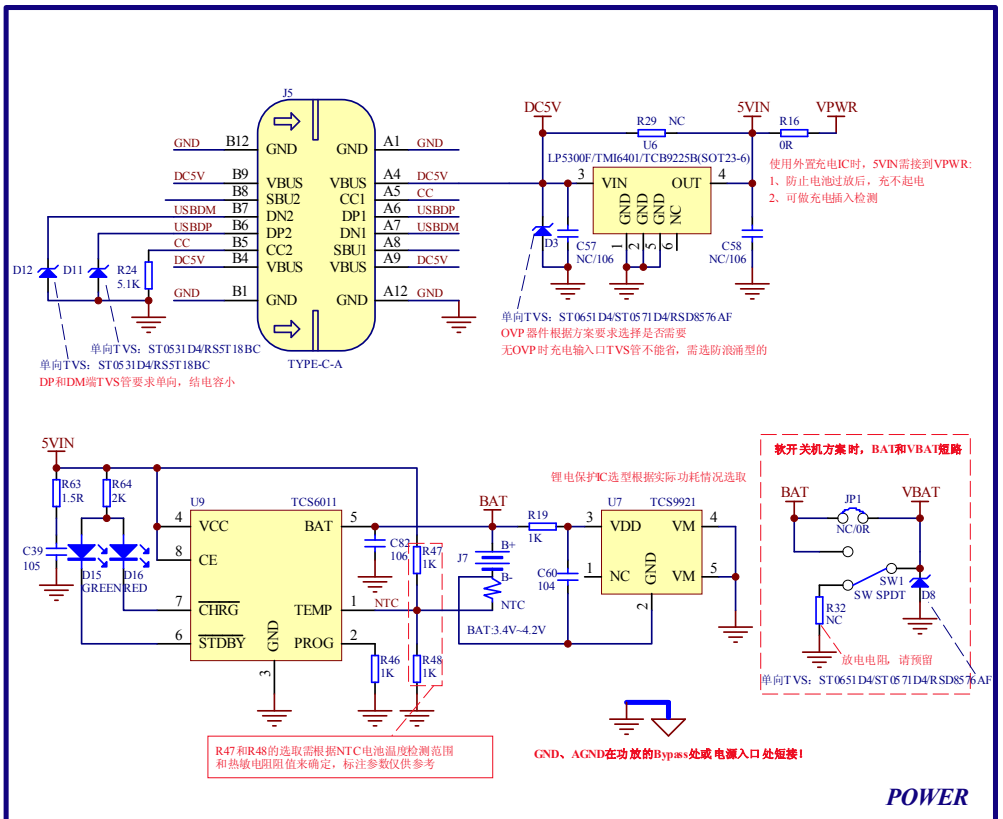 J5
GND B12 GND GND A1 GND
DC5V B9 VBUS VBUS A4 DC5V
B8 SBU2 CC1 A5 CC
USBDM B7 DN2 DP1 A6 USBDP
USBDP B6 DP2 DN1 A7 USBDM
CC B5 CC2 SBU1 A8
DC5V B4 VBUS VBUS A9 DC5V
GND B1 GND GND A12 GND
TYPE-C-A
D12
D11
R24
5.1K
单向TVS: ST0531D4/RS5T18BC
单向TVS: ST0531D4/RS5T18BC
DP和DM端TVS管要求单向，结电容小
DC5V
5VIN
VPWR
R29 NC
R16
0R
U6
LP5300F/TMI6401/TCB9225B(SOT23-6)
3 VIN OUT 4
GND GND GND NC
1 2 5 6
D3
C57
NC/106
C58
NC/106
使用外置充电IC时，5VIN需接到VPWR:
1、防止电池过放后，充不起电
2、可做充电插入检测
单向TVS: ST0651D4/ST0571D4/RSD8576AF
OVP器件根据方案要求选择是否需要
无OVP时充电输入口TVS管不能省，需选防浪涌型的
5VIN
R63
1.5R
R64
2K
C39
105
D15
GREEN
D16
RED
U9 TCS6011
4 VCC BAT 5
8 CE
7 CHRG TEMP 1 NTC
6 STDBY PROG 2
GND
3
C82
106
R47
1K
R46
1K
R48
1K
BAT
R19
1K
J7
B+
B-
NTC
C60
104
BAT:3.4V~4.2V
锂电保护IC选型根据实际功耗情况选取
U7 TCS9921
3 VDD VM 4
1 NC VM 5
GND
2
软开关机方案时，BAT和VBAT短路
BAT
VBAT
JP1
NC/0R
SW1
SW SPDT
R32
NC
D8
放电电阻，请预留
单向TVS: ST0651D4/ST0571D4/RSD8576AF
R47和R48的选取需根据NTC电池温度检测范围
和热敏电阻阻值来确定，标注参数仅供参考
GND、AGND在功放的Bypass处或电源入口处短接!
POWER